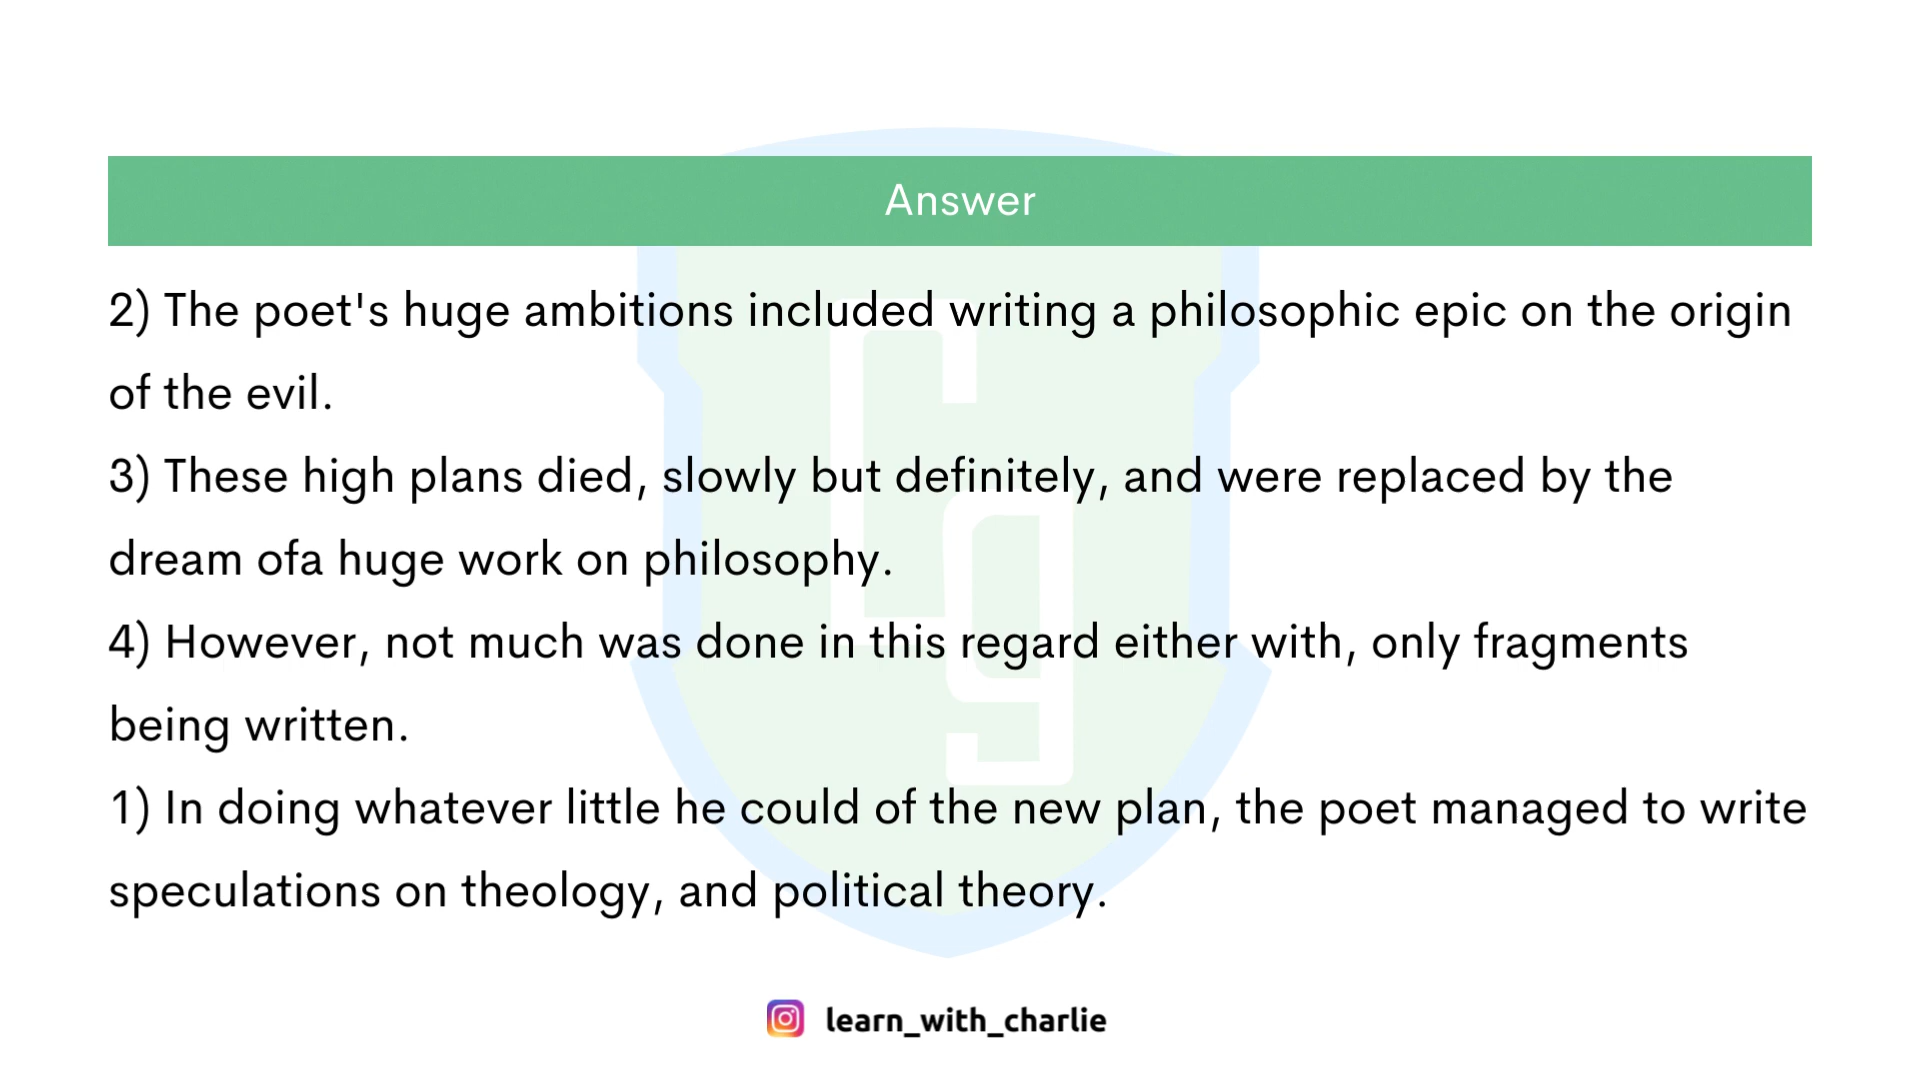 Answer
2) The poet's huge ambitions included writing a philosophic epic on the origin
of the evil.
3) These high plans died, slowly but definitely, and were replaced by the
dream ofa huge work on philosophy.
4) However, not much was done in this regard either with, only fragments
being written.
1) In doing whatever little he could of the new plan, the poet managed to write
speculations on theology, and political theory.
learn_with_charlie